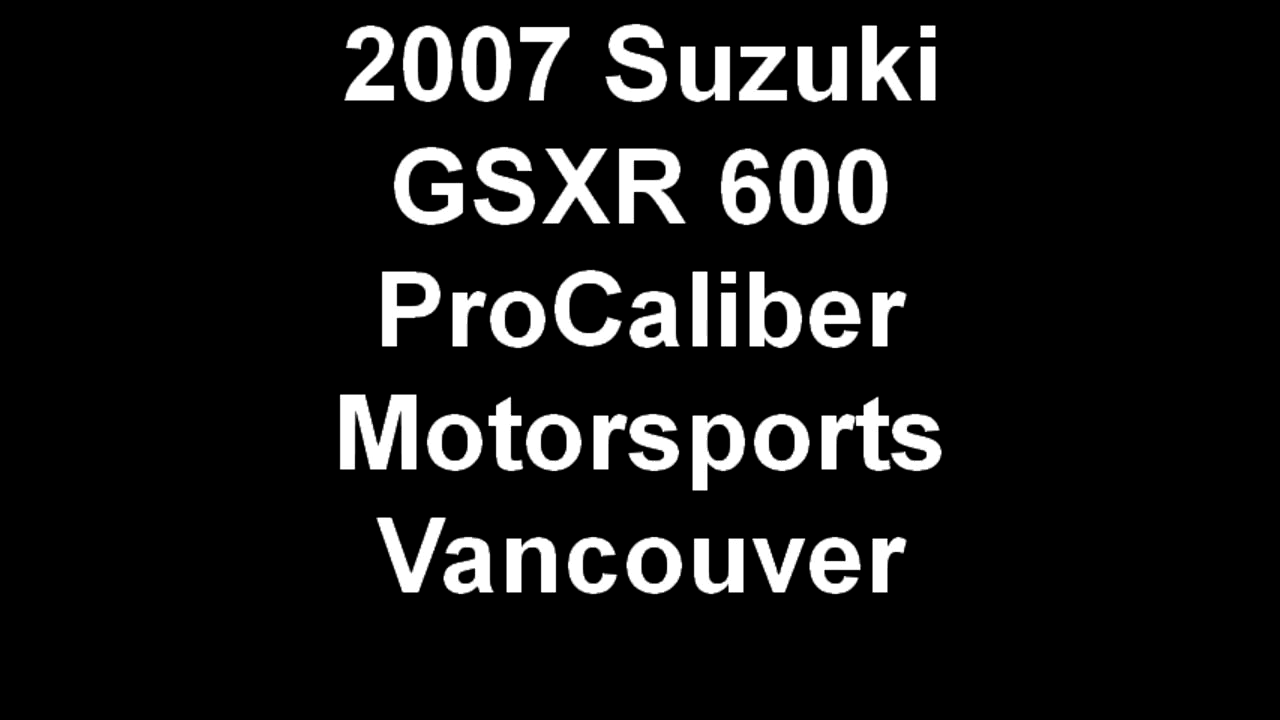 2007 Suzuki
GSXR 600
ProCaliber
Motorsports
Vancouver